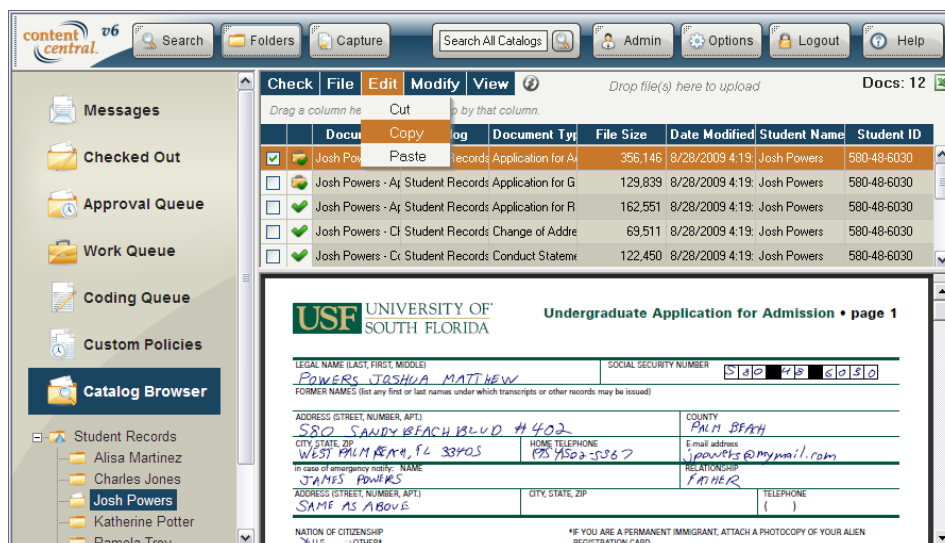 content central. v6 Search Folders Capture Search All Catalogs Admin Options Logout Help
Messages
Checked Out
Approval Queue
Work Queue
Coding Queue
Custom Policies
Catalog Browser
Student Records
Alisa Martinez
Charles Jones
Josh Powers
Katherine Potter
Pamela Troy
Check File Edit Modify View Drop file(s) here to upload Docs: 12
Drag a column he p by that column.
Cut
Copy
Paste
Docu log Document Typ File Size Date Modified Student Name Student ID
Josh Pow Records Application for A 356,146 8/28/2009 4:19: Josh Powers 580-48-6030
Josh Powers - Ap Student Records Application for G 129,839 8/28/2009 4:19: Josh Powers 580-48-6030
Josh Powers - Ap Student Records Application for R 162,551 8/28/2009 4:19: Josh Powers 580-48-6030
Josh Powers - Ch Student Records Change of Addre 69,511 8/28/2009 4:19: Josh Powers 580-48-6030
Josh Powers - Co Student Records Conduct Stateme 122,450 8/28/2009 4:19: Josh Powers 580-48-6030
USF UNIVERSITY OF
SOUTH FLORIDA
Undergraduate Application for Admission • page 1
LEGAL NAME (LAST, FIRST, MIDDLE) SOCIAL SECURITY NUMBER 580 48 6030
POWERS JOSHUA MATTHEW
FORMER NAMES (list any first or last names under which transcripts or other records may be issued)
ADDRESS (STREET, NUMBER, APT.) COUNTY
580 SANDY BEACH BLVD #402 PALM BEACH
CITY, STATE, ZIP HOME TELEPHONE E-mail address
WEST PALM BEACH, FL 33405 jpowers@mymail.com
in case of emergency notify: NAME RELATIONSHIP
JAMES POWERS FATHER
ADDRESS (STREET, NUMBER, APT.) CITY, STATE, ZIP TELEPHONE
SAME AS ABOVE ( )
NATION OF CITIZENSHIP *IF YOU ARE A PERMANENT IMMIGRANT, ATTACH A PHOTOCOPY OF YOUR ALIEN
REGISTRATION CARD